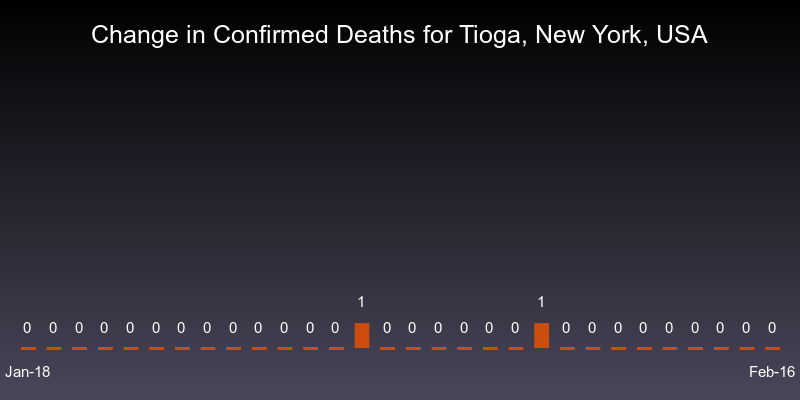 Change in Confirmed Deaths for Tioga, New York, USA
1 1
0 0 0 0 0 0 0 0 0 0 0 0 0 0 0 0 0 0 0 0 0 0 0 0 0 0 0 0
Jan-18 Feb-16